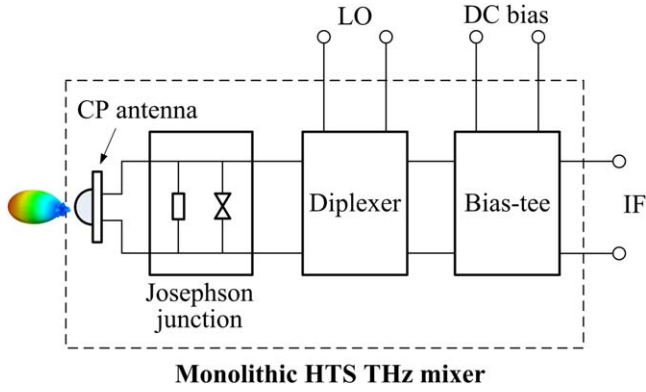 LO
DC bias
CP antenna
Diplexer
Bias-tee
IF
Josephson
junction
Monolithic HTS THz mixer